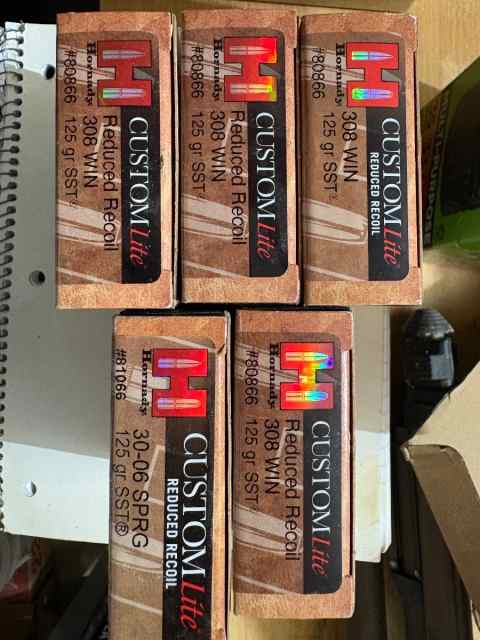 CUSTOM Lite®
Hornady®
Reduced Recoil
308 WIN
#80866
125 gr SST®
CUSTOM Lite®
Hornady®
Reduced Recoil
308 WIN
#80866
125 gr SST®
CUSTOM Lite®
REDUCED RECOIL
Hornady®
308 WIN
#80866
125 gr SST®
CUSTOM Lite®
REDUCED RECOIL
Hornady®
30-06 SPRG
#81066
125 gr. SST®
CUSTOM Lite®
Hornady®
Reduced Recoil
308 WIN
#80866
125 gr SST®